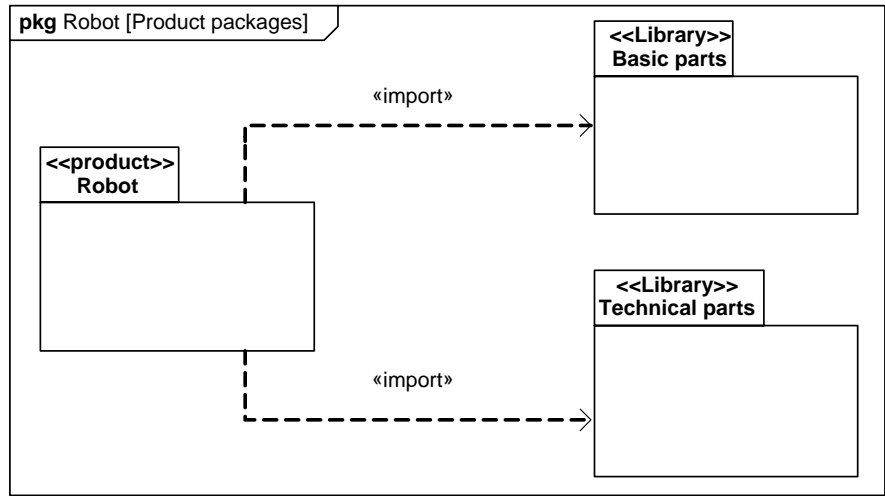 pkg Robot [Product packages]
<<Library>>
Basic parts
«import»
<<product>>
Robot
<<Library>>
Technical parts
«import»